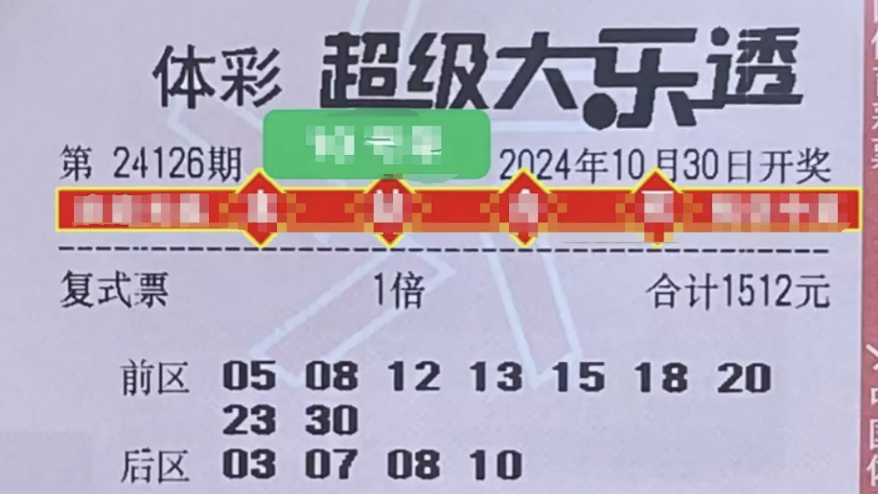 体彩 超级大乐透
第 24126期 2024年10月30日开奖
复式票 1倍 合计1512元
前区 05 08 12 13 15 18 20
23 30
后区 03 07 08 10